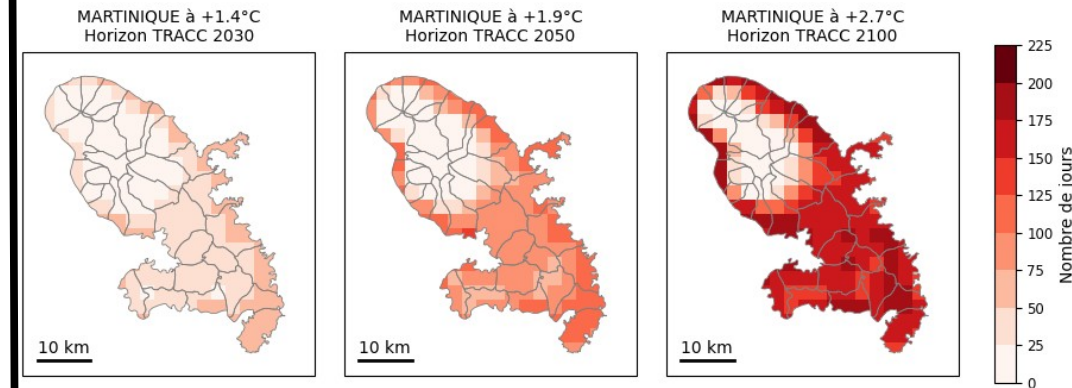 MARTINIQUE à +1.4°C
Horizon TRACC 2030
MARTINIQUE à +1.9°C
Horizon TRACC 2050
MARTINIQUE à +2.7°C
Horizon TRACC 2100
10 km
10 km
10 km
225
200
175
150
125
100
75
50
25
0
Nombre de jours